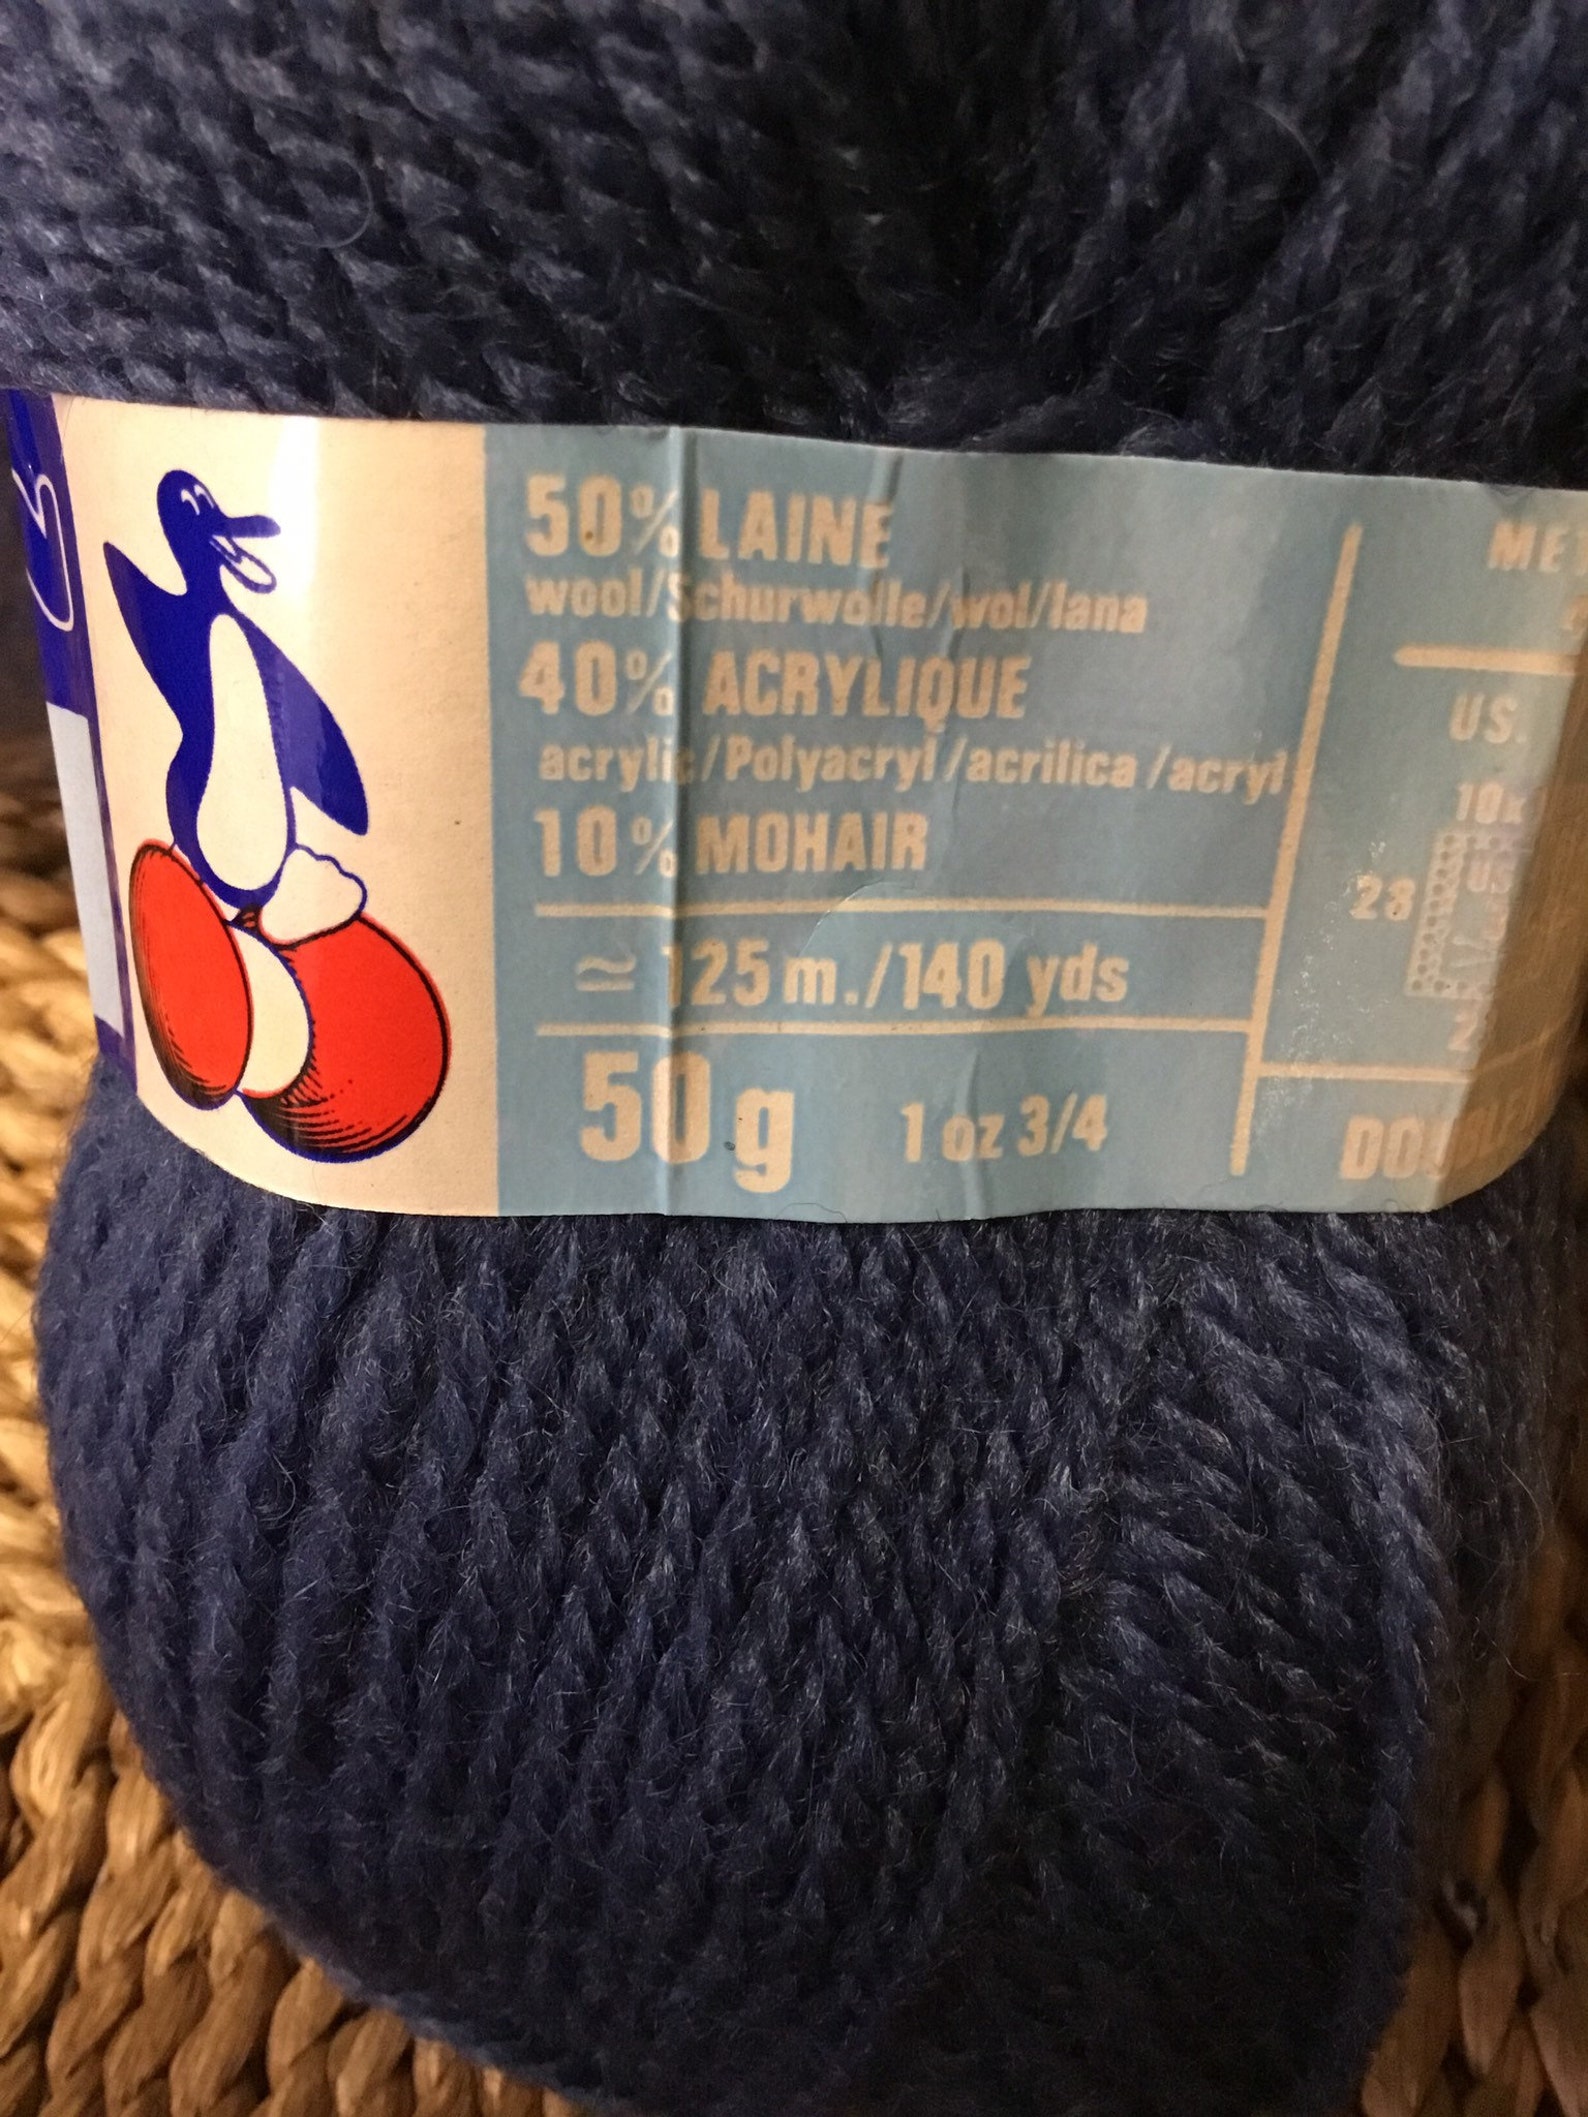 50% LAINE
wool/Schurwolle/wol/lana
40% ACRYLIQUE
acrylic/Polyacryl/acrilica/acryl
10% MOHAIR
≃ 125 m./140 yds
50 g 1 oz 3/4
US.
28